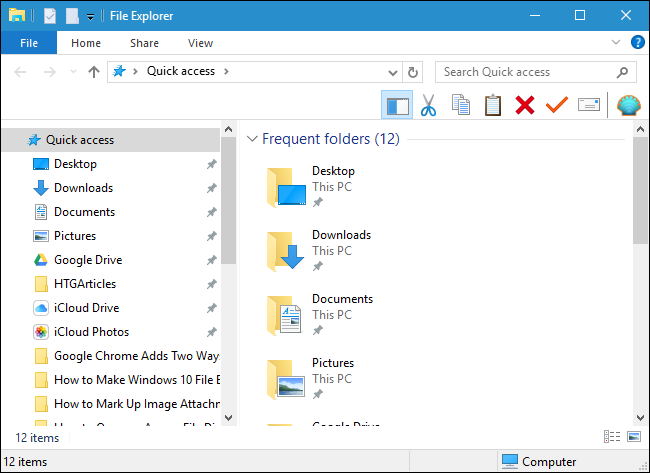 File Explorer
File Home Share View
Quick access
Search Quick access
Quick access
Desktop
Downloads
Documents
Pictures
Google Drive
HTGArticles
iCloud Drive
iCloud Photos
Google Chrome Adds Two Way
How to Make Windows 10 File E
How to Mark Up Image Attachn
Frequent folders (12)
Desktop
This PC
Downloads
This PC
Documents
This PC
Pictures
This PC
Google Drive
12 items
12 items
Computer